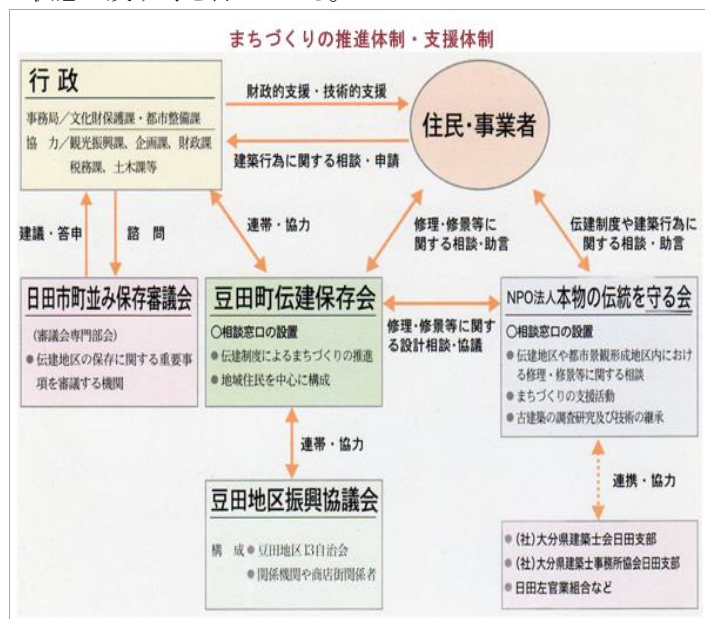 まちづくりの推進体制・支援体制
行政
事務局/文化財保護課・都市整備課
協 力/観光振興課、企画課、財政課
税務課、土木課等
財政的支援・技術的支援
建築行為に関する相談・申請
住民・事業者
建議・答申
諮 問
連帯・協力
修理・修景等に
関する相談・助言
伝建制度や建築行為に
関する相談・助言
日田市町並み保存審議会
(審議会専門部会)
●伝建地区の保存に関する重要事
項を審議する機関
豆田町伝建保存会
○相談窓口の設置
●伝建制度によるまちづくりの推進
●地域住民を中心に構成
修理・修景等に関す
る設計相談・協議
NPO法人本物の伝統を守る会
○相談窓口の設置
●伝建地区や都市景観形成地区内におけ
る修理・修景等に関する相談
●まちづくりの支援活動
●古建築の調査研究及び技術の継承
連帯・協力
連携・協力
豆田地区振興協議会
構 成●豆田地区13自治会
●関係機関や商店街関係者
●(社)大分県建築士会日田支部
●(社)大分県建築士事務所協会日田支部
●日田左官業組合など